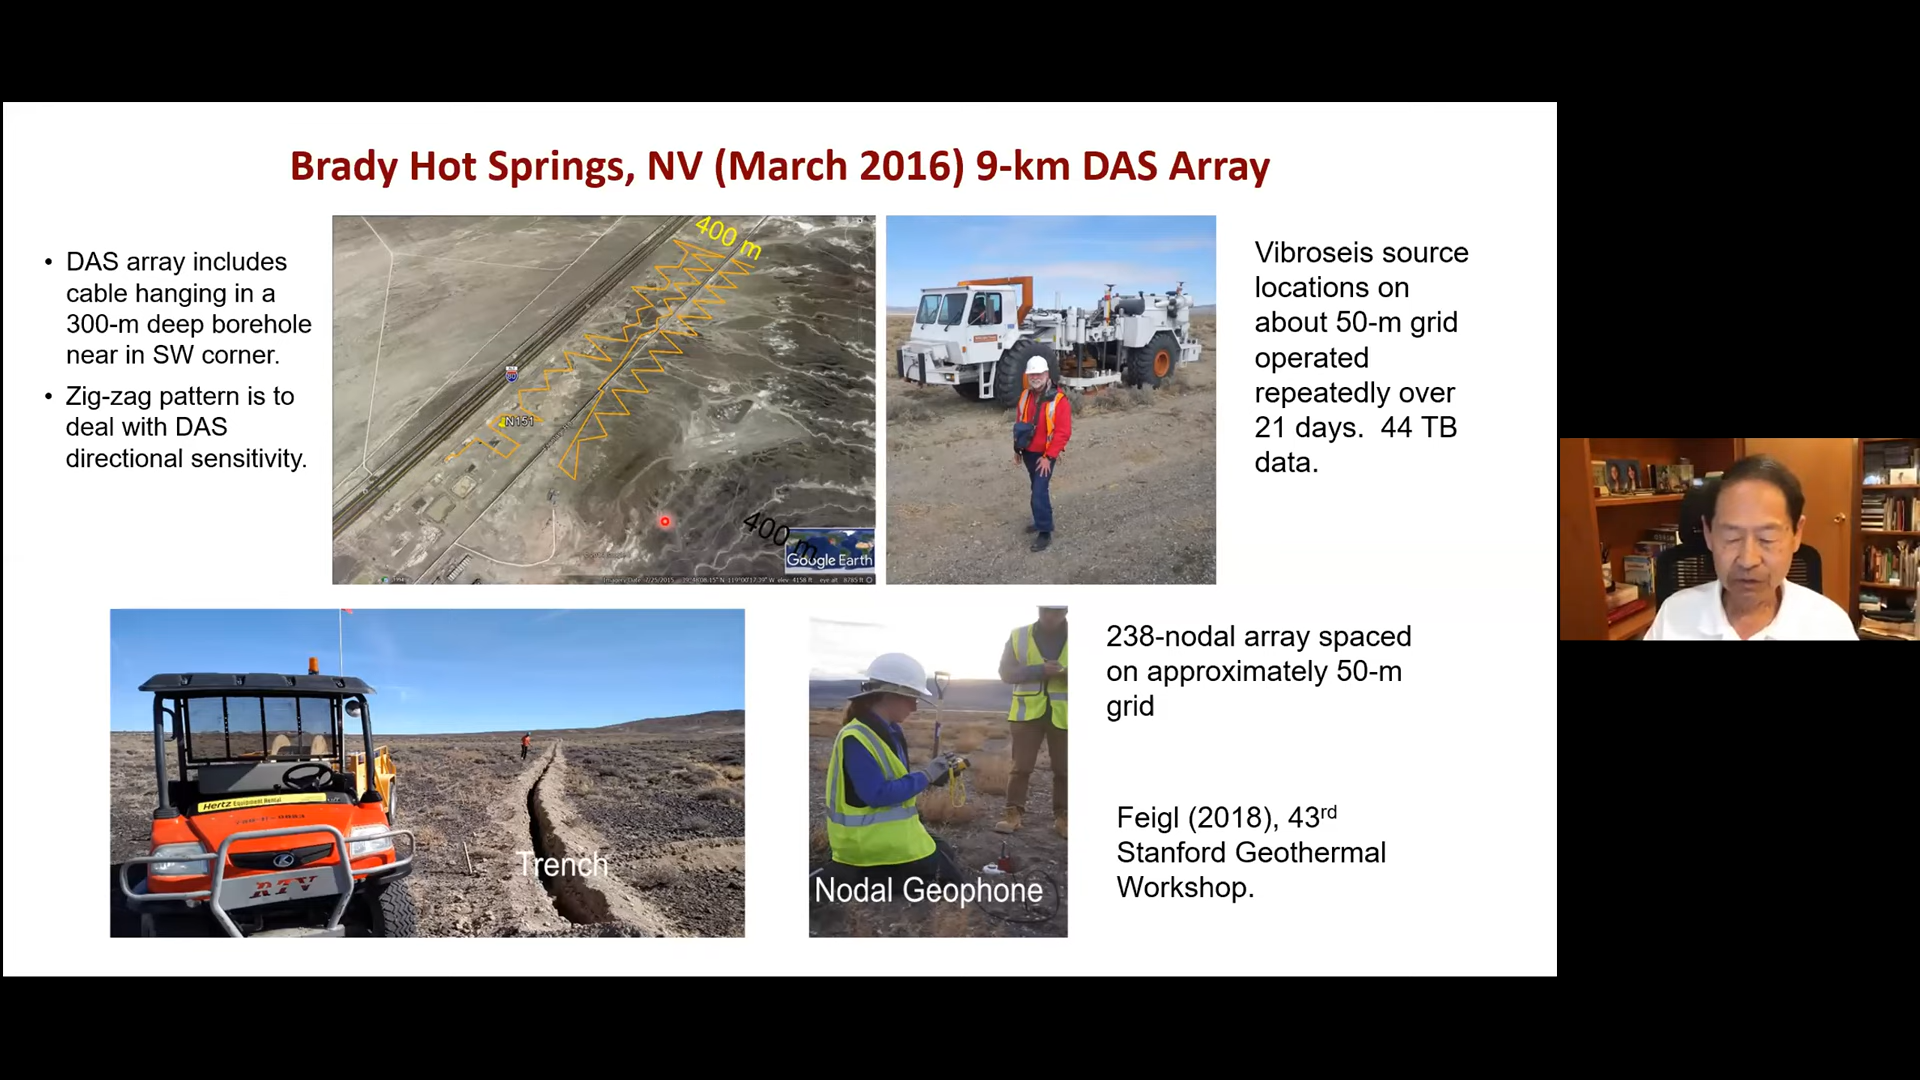 Brady Hot Springs, NV (March 2016) 9-km DAS Array
• DAS array includes
cable hanging in a
300-m deep borehole
near in SW corner.
• Zig-zag pattern is to
deal with DAS
directional sensitivity.
400 m
N151
400 m
Google Earth
Vibroseis source
locations on
about 50-m grid
operated
repeatedly over
21 days. 44 TB
data.
Hertz Equipment Rental
RTV
Trench
Nodal Geophone
238-nodal array spaced
on approximately 50-m
grid
Feigl (2018), 43rd
Stanford Geothermal
Workshop.